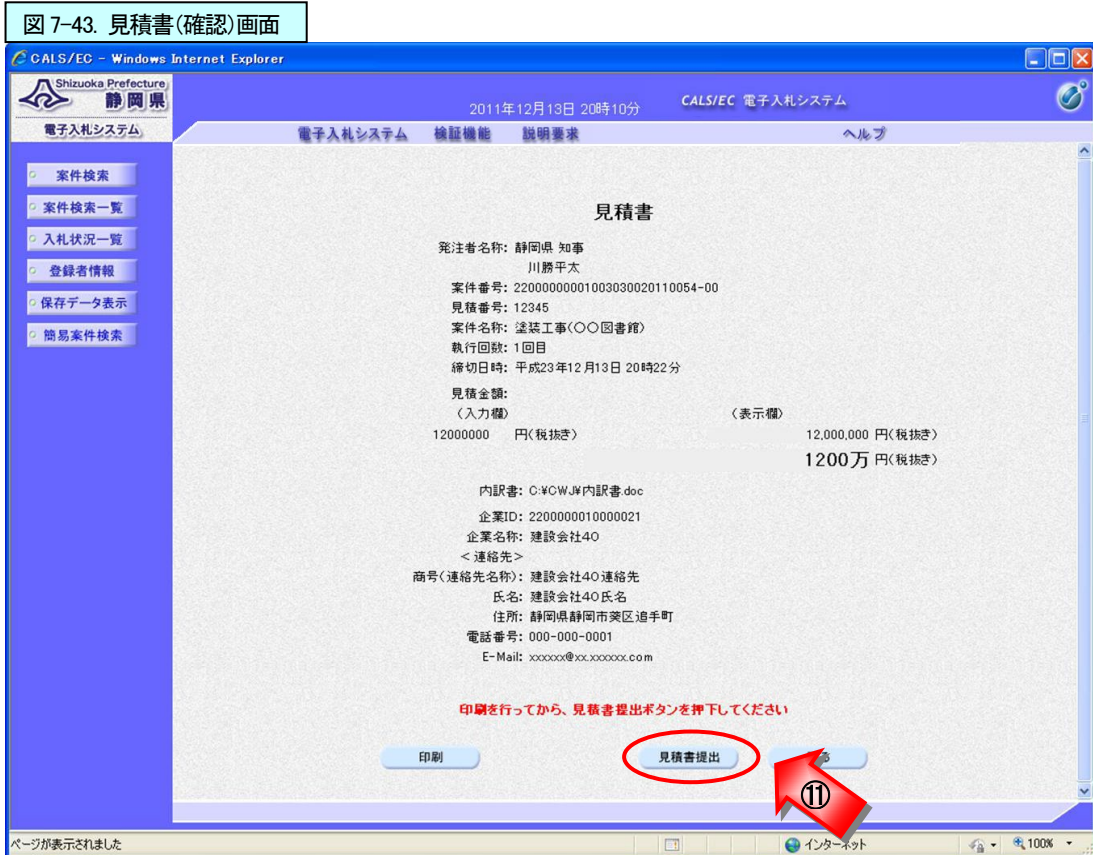 図 7-43. 見積書(確認)画面
CALS/EC - Windows Internet Explorer
Shizuoka Prefecture
静岡県
2011年12月13日 20時10分
CALS/EC 電子入札システム
電子入札システム
電子入札システム 検証機能 説明要求 ヘルプ
案件検索
案件検索一覧
入札状況一覧
登録者情報
保存データ表示
簡易案件検索
見積書
発注者名称: 静岡県 知事
川勝平太
案件番号: 22000000001003030020110054-00
見積番号: 12345
案件名称: 塗装工事(〇〇図書館)
執行回数: 1回目
締切日時: 平成23年12月13日 20時22分
見積金額:
(入力欄) (表示欄)
12000000 円(税抜き) 12,000,000 円(税抜き)
1200万 円(税抜き)
内訳書: C:¥CWJ¥内訳書.doc
企業ID: 2200000010000021
企業名称: 建設会社40
<連絡先>
商号(連絡先名称): 建設会社40連絡先
氏名: 建設会社40氏名
住所: 静岡県静岡市葵区追手町
電話番号: 000-000-0001
E-Mail: xxxxxx@xx.xxxxxx.com
印刷を行ってから、見積書提出ボタンを押下してください
印刷 見積書提出
⑪
ページが表示されました インターネット 100%